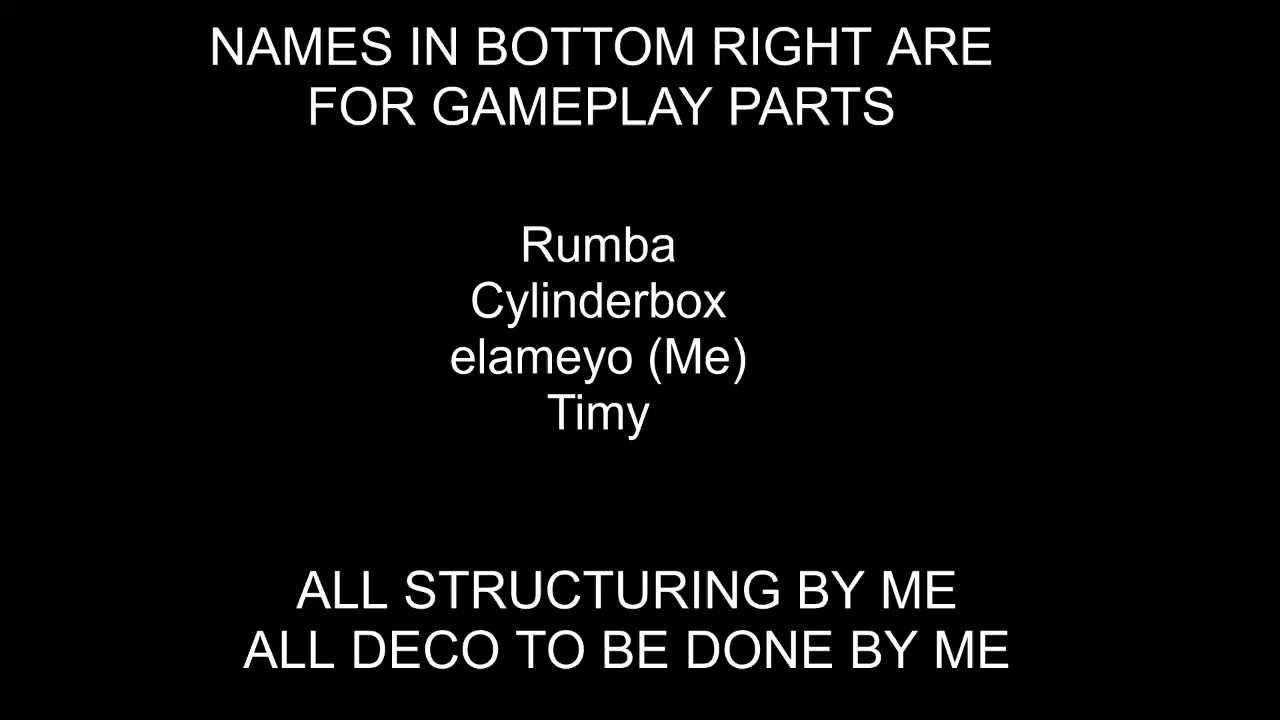 NAMES IN BOTTOM RIGHT ARE
FOR GAMEPLAY PARTS
Rumba
Cylinderbox
elameyo (Me)
Timy
ALL STRUCTURING BY ME
ALL DECO TO BE DONE BY ME